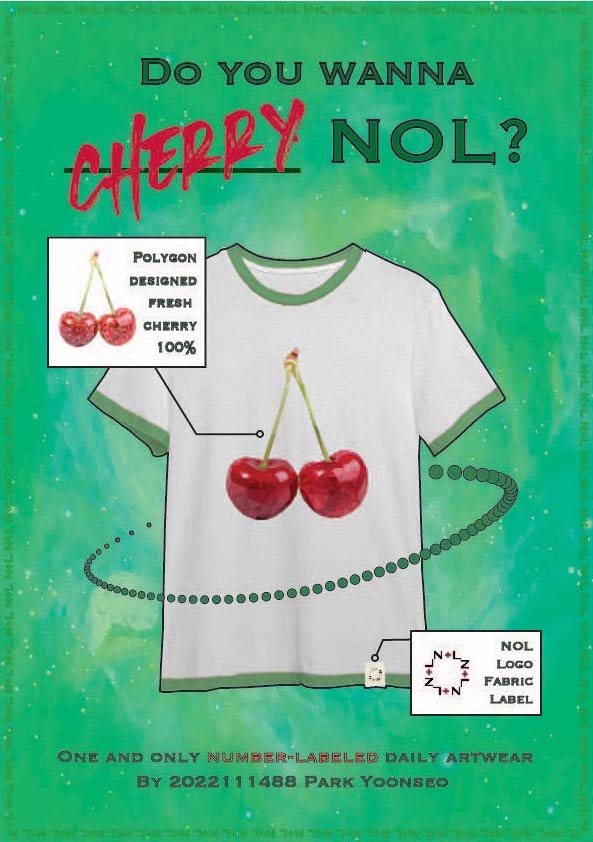 Do you wanna
CHERRY NOL?
Polygon
designed
fresh
cherry
100%
NOL
Logo
Fabric
Label
One and only number-labeled daily artwear
By 2022111488 Park Yoonseo